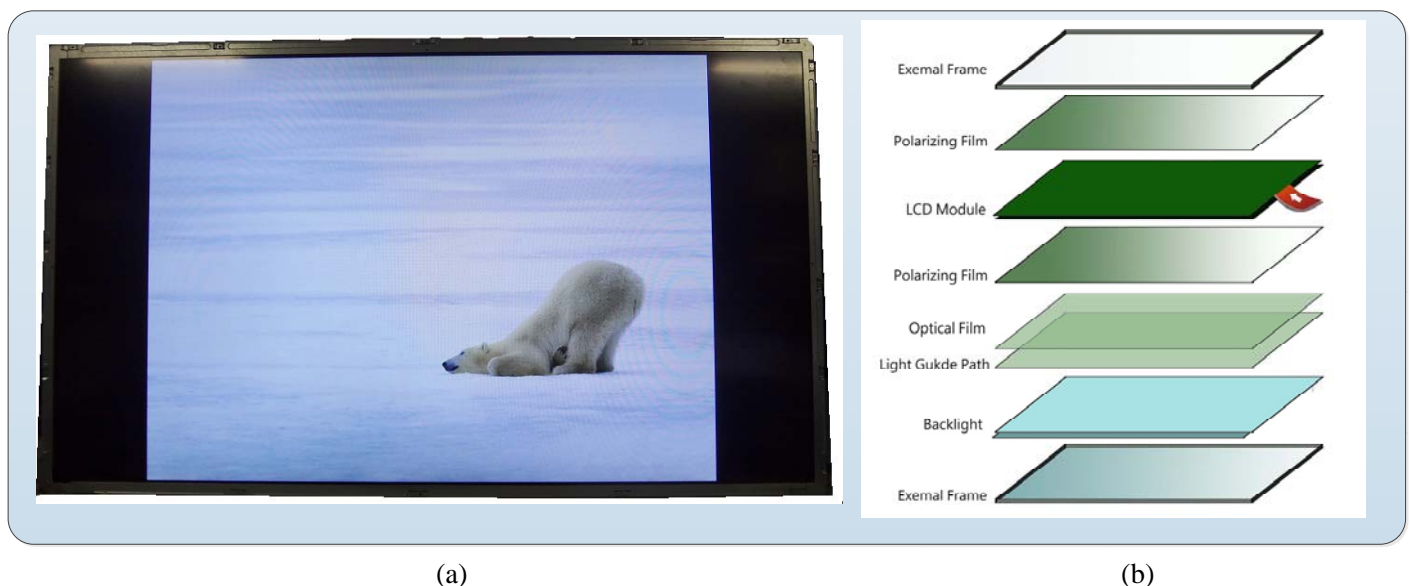 Exemal Frame
Polarizing Film
LCD Module
Polarizing Film
Optical Film
Light Gukde Path
Backlight
Exemal Frame
(a)
(b)